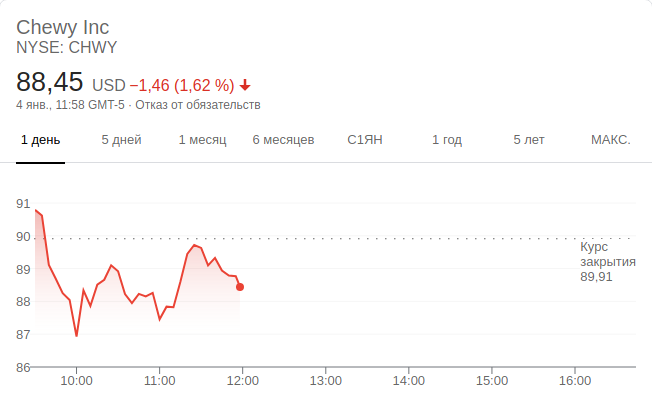 Chewy Inc
NYSE: CHWY
88,45 USD −1,46 (1,62 %)
4 янв., 11:58 GMT-5 · Отказ от обязательств
1 день 5 дней 1 месяц 6 месяцев С1ЯН 1 год 5 лет МАКС.
91
90
Курс
закрытия
89,91
89
88
87
86
10:00 11:00 12:00 13:00 14:00 15:00 16:00